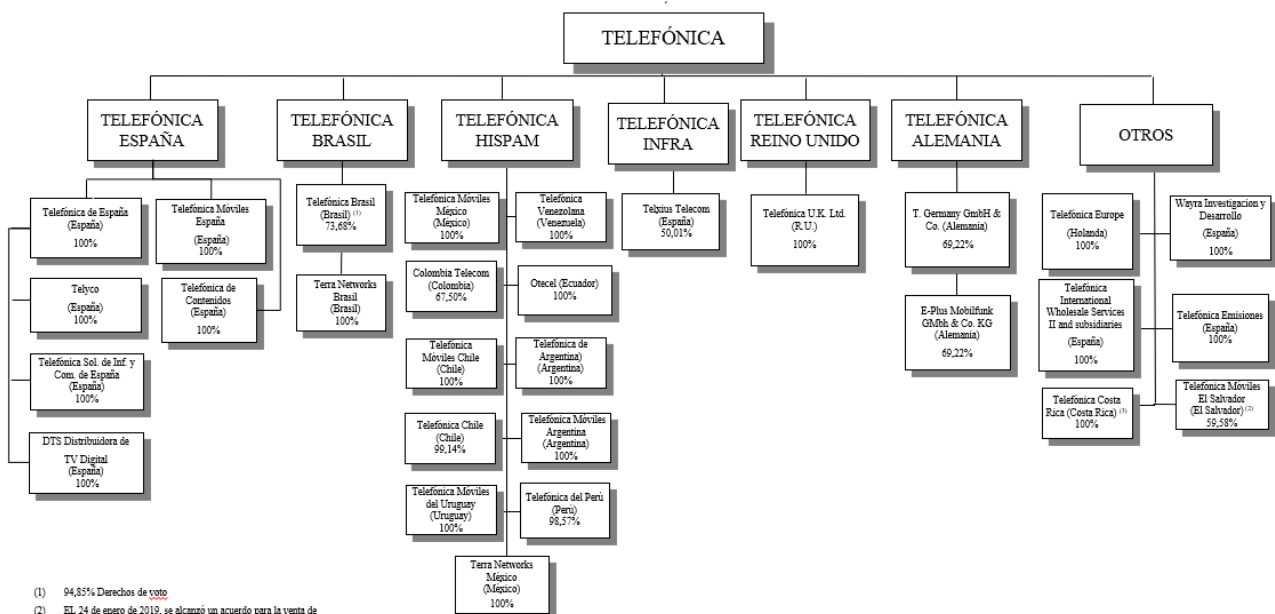 TELEFÓNICA
TELEFÓNICA
ESPAÑA
TELEFÓNICA
BRASIL
TELEFÓNICA
HISPAM
TELEFÓNICA
INFRA
TELEFÓNICA
REINO UNIDO
TELEFÓNICA
ALEMANIA
OTROS
Telefónica de España
(España)
100%
Telefónica Móviles
España
(España)
100%
Telyco
(España)
100%
Telefónica de
Contenidos
(España)
100%
Telefónica Sol. de Inf. y
Com. de España
(España)
100%
DTS Distribuidora de
TV Digital
(España)
100%
Telefónica Brasil
(Brasil) (1)
73,68%
Terra Networks
Brasil
(Brasil)
100%
Telefónica Móviles
México
(México)
100%
Telefónica
Venezolana
(Venezuela)
100%
Colombia Telecom
(Colombia)
67,50%
Otecel (Ecuador)
100%
Telefónica
Móviles Chile
(Chile)
100%
Telefónica de
Argentina
(Argentina)
100%
Telefónica Chile
(Chile)
99,14%
Telefónica Móviles
Argentina
(Argentina)
100%
Telefónica Móviles
del Uruguay
(Uruguay)
100%
Telefónica del Perú
(Perú)
98,57%
Terra Networks
México
(México)
100%
Telxius Telecom
(España)
50,01%
Telefónica U.K. Ltd.
(R.U.)
100%
T. Germany GmbH &
Co. (Alemania)
69,22%
E-Plus Mobilfunk
GMbh & Co. KG
(Alemania)
69,22%
Telefónica Europe
(Holanda)
100%
Wayra Investigacion y
Desarrollo
(España)
100%
Telefónica
International
Wholesale Services
II and subsidiaries
(España)
100%
Telefónica Emisiones
(España)
100%
Telefónica Costa
Rica (Costa Rica) (3)
100%
Telefónica Móviles
El Salvador
(El Salvador) (2)
59,58%
(1) 94,85% Derechos de voto
(2) EL 24 de enero de 2019, se alcanzó un acuerdo para la venta de